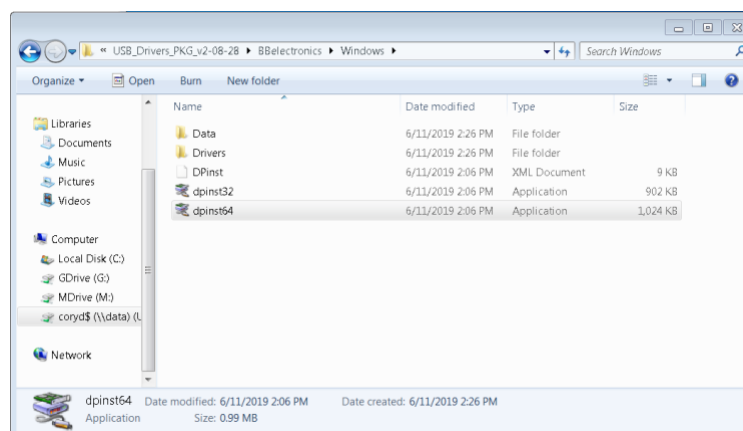 « USB_Drivers_PKG_v2-08-28 ▸ BBelectronics ▸ Windows ▸ Search Windows
Organize Open Burn New folder
Name Date modified Type Size
Libraries
Documents
Music
Pictures
Videos
Computer
Local Disk (C:)
GDrive (G:)
MDrive (M:)
coryd$ (\\data) (U
Network
Data 6/11/2019 2:26 PM File folder
Drivers 6/11/2019 2:26 PM File folder
DPinst 6/11/2019 2:06 PM XML Document 9 KB
dpinst32 6/11/2019 2:06 PM Application 902 KB
dpinst64 6/11/2019 2:06 PM Application 1,024 KB
dpinst64 Date modified: 6/11/2019 2:06 PM Date created: 6/11/2019 2:26 PM
Application Size: 0.99 MB